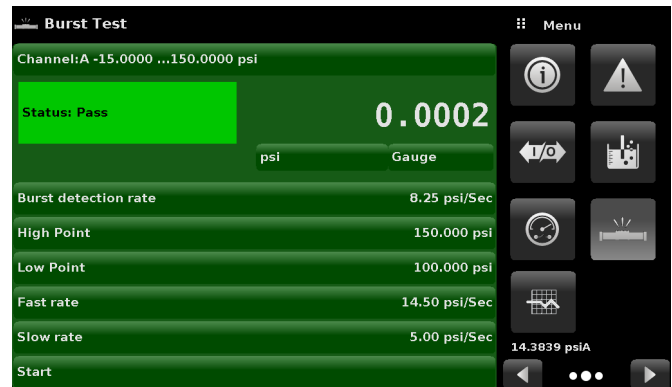 Burst Test
Menu
Channel:A -15.0000 ...150.0000 psi
Status: Pass
0.0002
psi Gauge
I/O
Burst detection rate 8.25 psi/Sec
High Point 150.000 psi
Low Point 100.000 psi
Fast rate 14.50 psi/Sec
Slow rate 5.00 psi/Sec
14.3839 psiA
Start